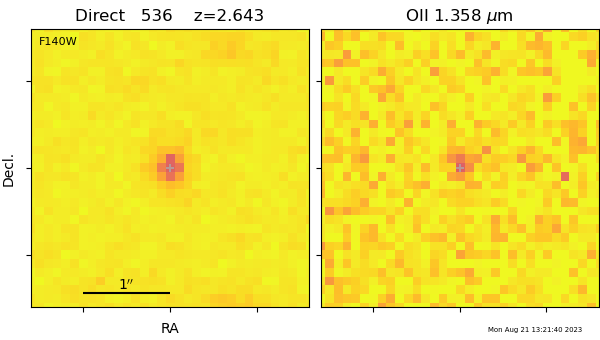 Direct 536 z=2.643
OII 1.358 μm
F140W
Decl.
1″
RA
Mon Aug 21 13:21:40 2023